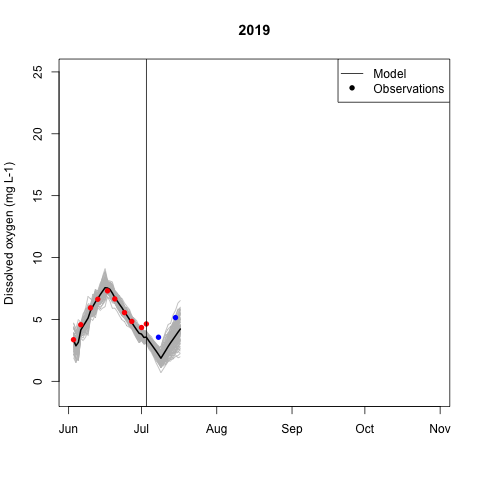 2019
Model
Observations
Dissolved oxygen (mg L-1)
25
20
15
10
5
0
Jun Jul Aug Sep Oct Nov